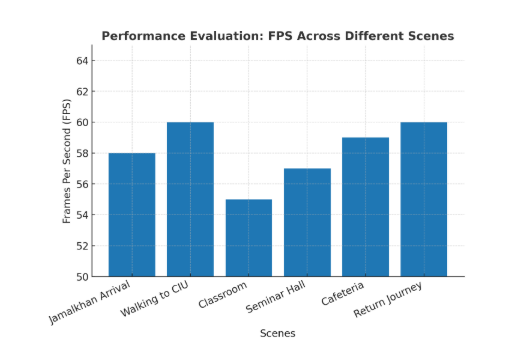 Performance Evaluation: FPS Across Different Scenes
Frames Per Second (FPS)
64
62
60
58
56
54
52
50
Jamalkhan Arrival
Walking to CIU
Classroom
Seminar Hall
Cafeteria
Return Journey
Scenes